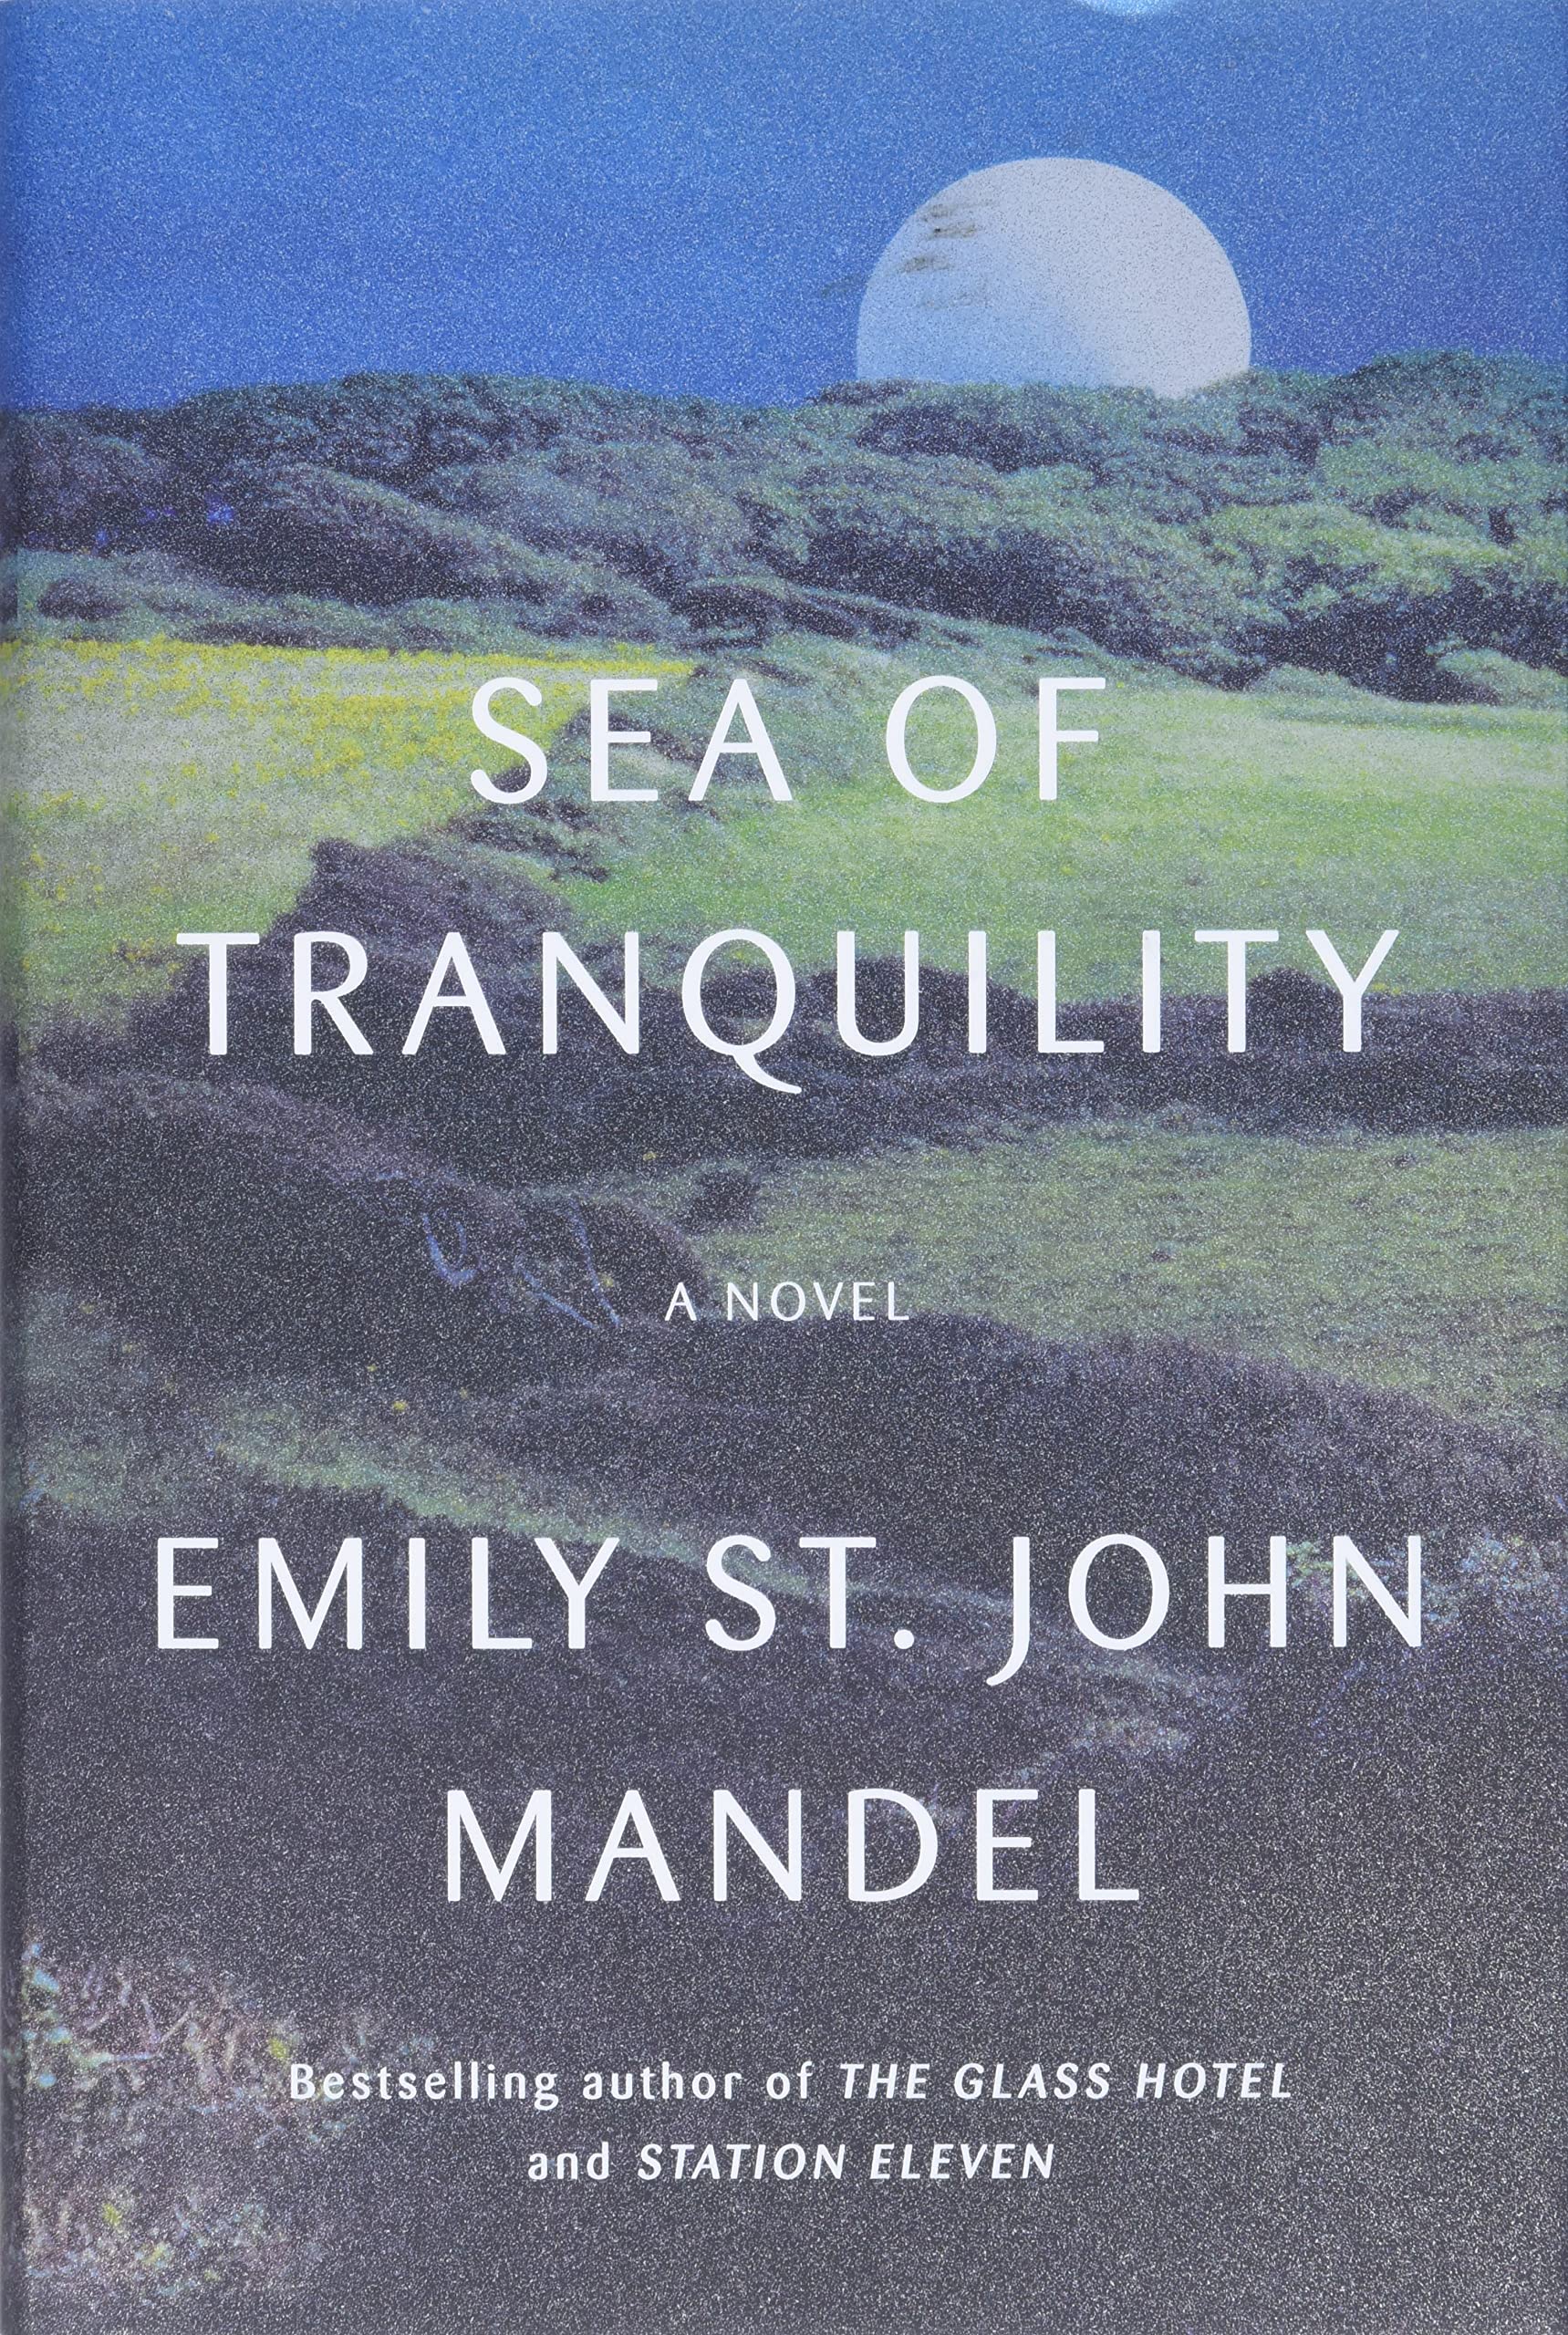 SEA OF
TRANQUILITY
A NOVEL
EMILY ST. JOHN
MANDEL
Bestselling author of THE GLASS HOTEL
and STATION ELEVEN